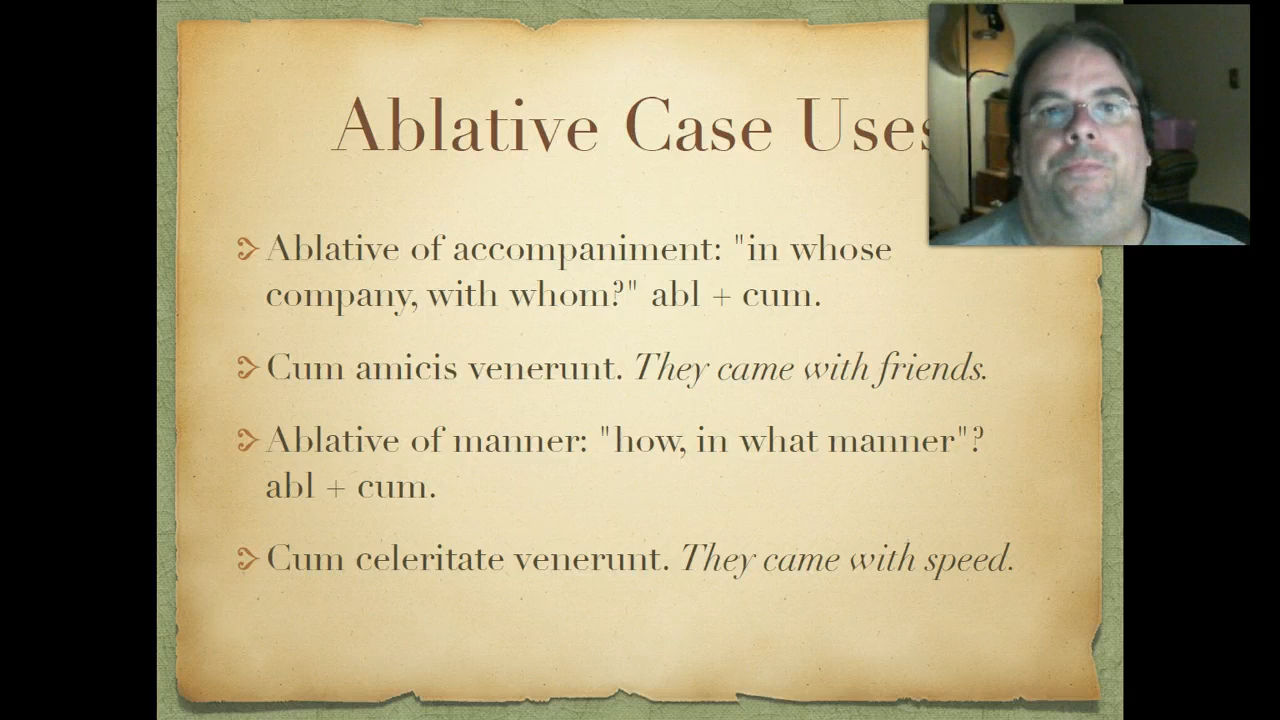 Ablative Case Uses
Ablative of accompaniment: "in whose
company, with whom?" abl + cum.
Cum amicis venerunt. They came with friends.
Ablative of manner: "how, in what manner"?
abl + cum.
Cum celeritate venerunt. They came with speed.